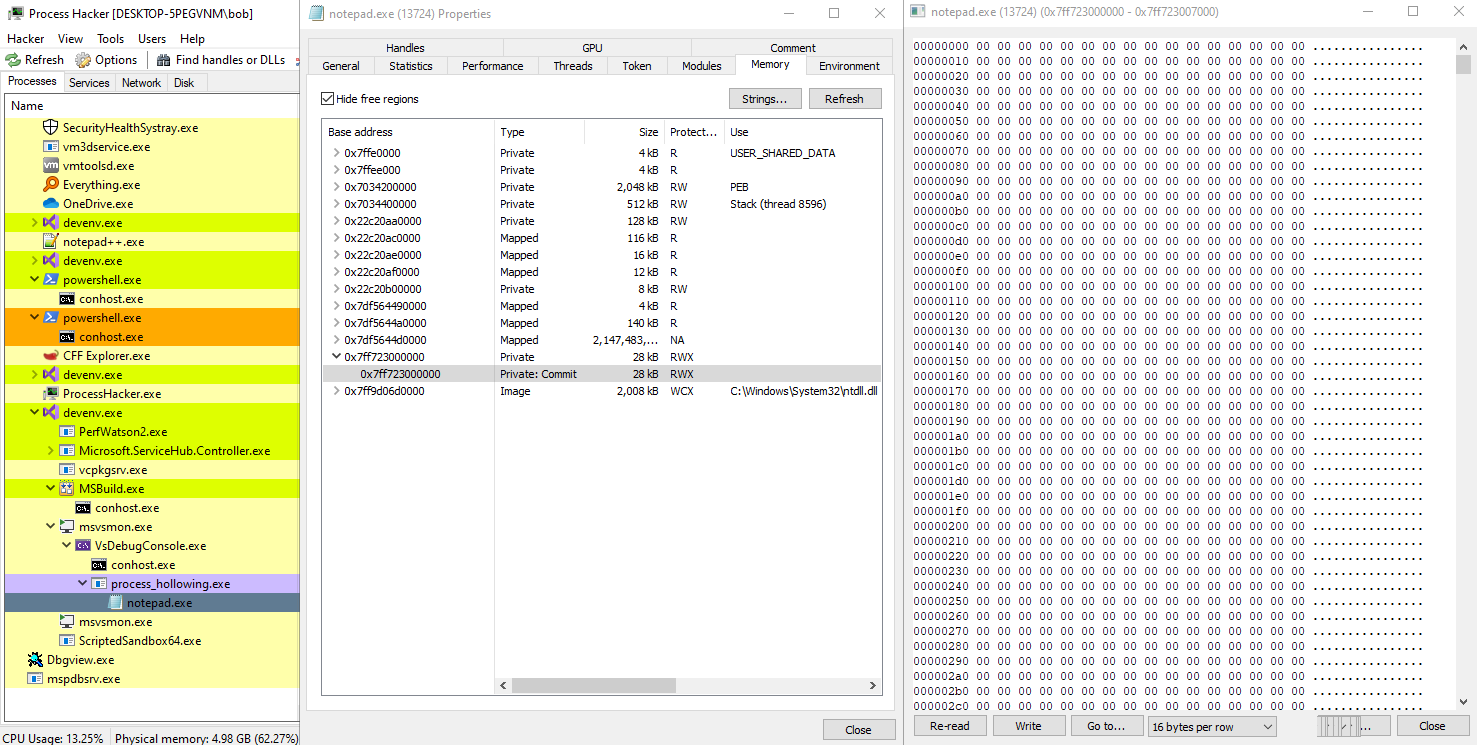 Process Hacker [DESKTOP-5PEGVNM\bob]
Hacker View Tools Users Help
Refresh Options Find handles or DLLs
Processes Services Network Disk
Name
SecurityHealthSystray.exe
vm3dservice.exe
vmtoolsd.exe
Everything.exe
OneDrive.exe
devenv.exe
notepad++.exe
devenv.exe
powershell.exe
conhost.exe
powershell.exe
conhost.exe
CFF Explorer.exe
devenv.exe
ProcessHacker.exe
devenv.exe
PerfWatson2.exe
Microsoft.ServiceHub.Controller.exe
vcpkgsrv.exe
MSBuild.exe
conhost.exe
msvsmon.exe
VsDebugConsole.exe
conhost.exe
process_hollowing.exe
notepad.exe
msvsmon.exe
ScriptedSandbox64.exe
Dbgview.exe
mspdbsrv.exe
CPU Usage: 13.25% Physical memory: 4.98 GB (62.27%)
notepad.exe (13724) Properties
Handles GPU Comment
General Statistics Performance Threads Token Modules Memory Environment
Hide free regions Strings... Refresh
Base address Type Size Protect... Use
0x7ffe0000 Private 4 kB R USER_SHARED_DATA
0x7ffee000 Private 4 kB R
0x7034200000 Private 2,048 kB RW PEB
0x7034400000 Private 512 kB RW Stack (thread 8596)
0x22c20aa0000 Private 128 kB RW
0x22c20ac0000 Mapped 116 kB R
0x22c20ae0000 Mapped 16 kB R
0x22c20af0000 Mapped 12 kB R
0x22c20b00000 Private 8 kB RW
0x7df564490000 Mapped 4 kB R
0x7df5644a0000 Mapped 140 kB R
0x7df5644d0000 Mapped 2,147,483,... NA
0x7ff723000000 Private 28 kB RWX
0x7ff723000000 Private: Commit 28 kB RWX
0x7ff9d06d0000 Image 2,008 kB WCX C:\Windows\System32\ntdll.dll
Close
notepad.exe (13724) (0x7ff723000000 - 0x7ff723007000)
00000000 00 00 00 00 00 00 00 00 00 00 00 00 00 00 00 00 ................
00000010 00 00 00 00 00 00 00 00 00 00 00 00 00 00 00 00 ................
00000020 00 00 00 00 00 00 00 00 00 00 00 00 00 00 00 00 ................
00000030 00 00 00 00 00 00 00 00 00 00 00 00 00 00 00 00 ................
00000040 00 00 00 00 00 00 00 00 00 00 00 00 00 00 00 00 ................
00000050 00 00 00 00 00 00 00 00 00 00 00 00 00 00 00 00 ................
00000060 00 00 00 00 00 00 00 00 00 00 00 00 00 00 00 00 ................
00000070 00 00 00 00 00 00 00 00 00 00 00 00 00 00 00 00 ................
00000080 00 00 00 00 00 00 00 00 00 00 00 00 00 00 00 00 ................
00000090 00 00 00 00 00 00 00 00 00 00 00 00 00 00 00 00 ................
000000a0 00 00 00 00 00 00 00 00 00 00 00 00 00 00 00 00 ................
000000b0 00 00 00 00 00 00 00 00 00 00 00 00 00 00 00 00 ................
000000c0 00 00 00 00 00 00 00 00 00 00 00 00 00 00 00 00 ................
000000d0 00 00 00 00 00 00 00 00 00 00 00 00 00 00 00 00 ................
000000e0 00 00 00 00 00 00 00 00 00 00 00 00 00 00 00 00 ................
000000f0 00 00 00 00 00 00 00 00 00 00 00 00 00 00 00 00 ................
00000100 00 00 00 00 00 00 00 00 00 00 00 00 00 00 00 00 ................
00000110 00 00 00 00 00 00 00 00 00 00 00 00 00 00 00 00 ................
00000120 00 00 00 00 00 00 00 00 00 00 00 00 00 00 00 00 ................
00000130 00 00 00 00 00 00 00 00 00 00 00 00 00 00 00 00 ................
00000140 00 00 00 00 00 00 00 00 00 00 00 00 00 00 00 00 ................
00000150 00 00 00 00 00 00 00 00 00 00 00 00 00 00 00 00 ................
00000160 00 00 00 00 00 00 00 00 00 00 00 00 00 00 00 00 ................
00000170 00 00 00 00 00 00 00 00 00 00 00 00 00 00 00 00 ................
00000180 00 00 00 00 00 00 00 00 00 00 00 00 00 00 00 00 ................
00000190 00 00 00 00 00 00 00 00 00 00 00 00 00 00 00 00 ................
000001a0 00 00 00 00 00 00 00 00 00 00 00 00 00 00 00 00 ................
000001b0 00 00 00 00 00 00 00 00 00 00 00 00 00 00 00 00 ................
000001c0 00 00 00 00 00 00 00 00 00 00 00 00 00 00 00 00 ................
000001d0 00 00 00 00 00 00 00 00 00 00 00 00 00 00 00 00 ................
000001e0 00 00 00 00 00 00 00 00 00 00 00 00 00 00 00 00 ................
000001f0 00 00 00 00 00 00 00 00 00 00 00 00 00 00 00 00 ................
00000200 00 00 00 00 00 00 00 00 00 00 00 00 00 00 00 00 ................
00000210 00 00 00 00 00 00 00 00 00 00 00 00 00 00 00 00 ................
00000220 00 00 00 00 00 00 00 00 00 00 00 00 00 00 00 00 ................
00000230 00 00 00 00 00 00 00 00 00 00 00 00 00 00 00 00 ................
00000240 00 00 00 00 00 00 00 00 00 00 00 00 00 00 00 00 ................
00000250 00 00 00 00 00 00 00 00 00 00 00 00 00 00 00 00 ................
00000260 00 00 00 00 00 00 00 00 00 00 00 00 00 00 00 00 ................
00000270 00 00 00 00 00 00 00 00 00 00 00 00 00 00 00 00 ................
00000280 00 00 00 00 00 00 00 00 00 00 00 00 00 00 00 00 ................
00000290 00 00 00 00 00 00 00 00 00 00 00 00 00 00 00 00 ................
000002a0 00 00 00 00 00 00 00 00 00 00 00 00 00 00 00 00 ................
000002b0 00 00 00 00 00 00 00 00 00 00 00 00 00 00 00 00 ................
000002c0 00 00 00 00 00 00 00 00 00 00 00 00 00 00 00 00 ................
Re-read Write Go to... 16 bytes per row ... Close